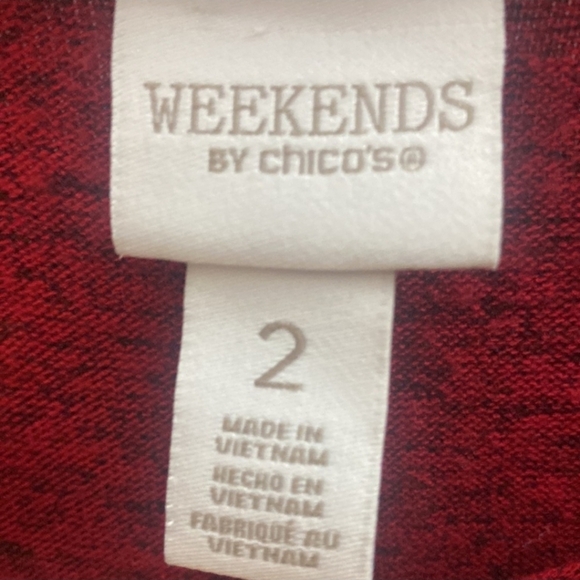 WEEKENDS
BY CHICO'S®
2
MADE IN
VIETNAM
HECHO EN
VIETNAM
FABRIQUÉ AU
VIETNAM